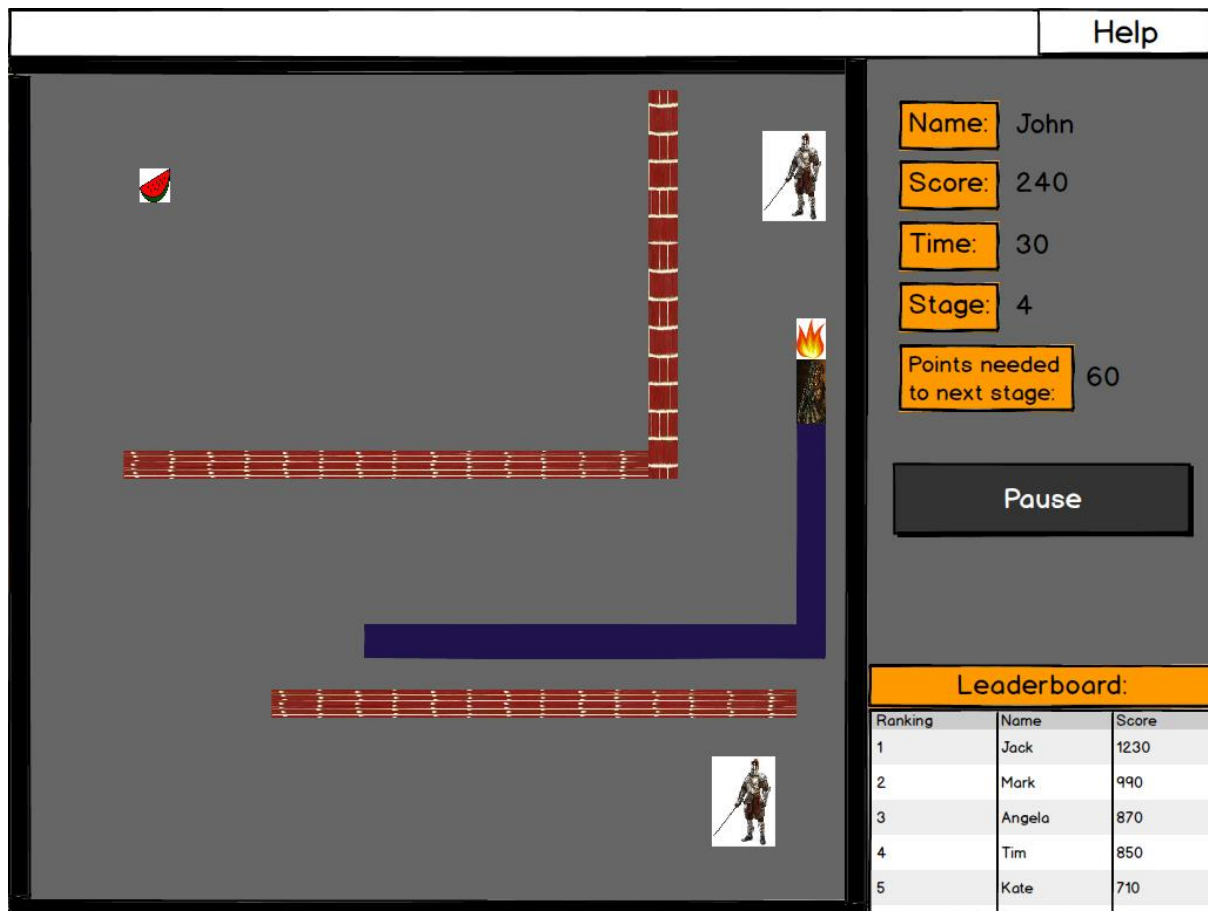 Help
Name: John
Score: 240
Time: 30
Stage: 4
Points needed
to next stage: 60
Pause
Leaderboard:
Ranking Name Score
1 Jack 1230
2 Mark 990
3 Angela 870
4 Tim 850
5 Kate 710